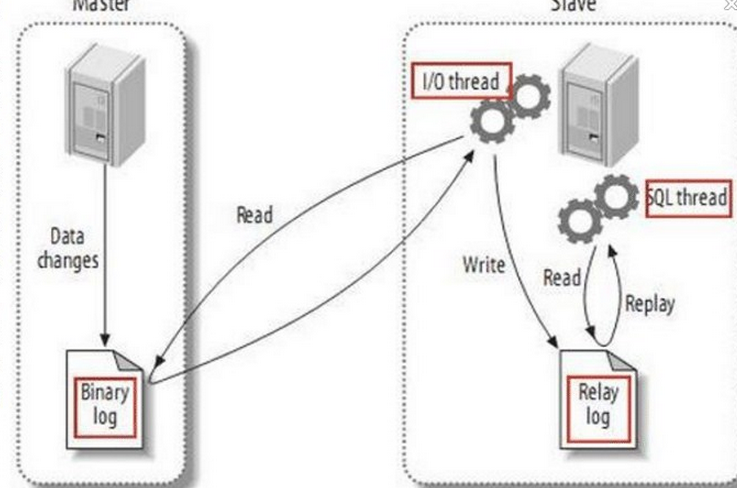 Master
Slave
I/O thread
SQL thread
Read
Data
changes
Write
Read
Replay
Binary
log
Relay
log